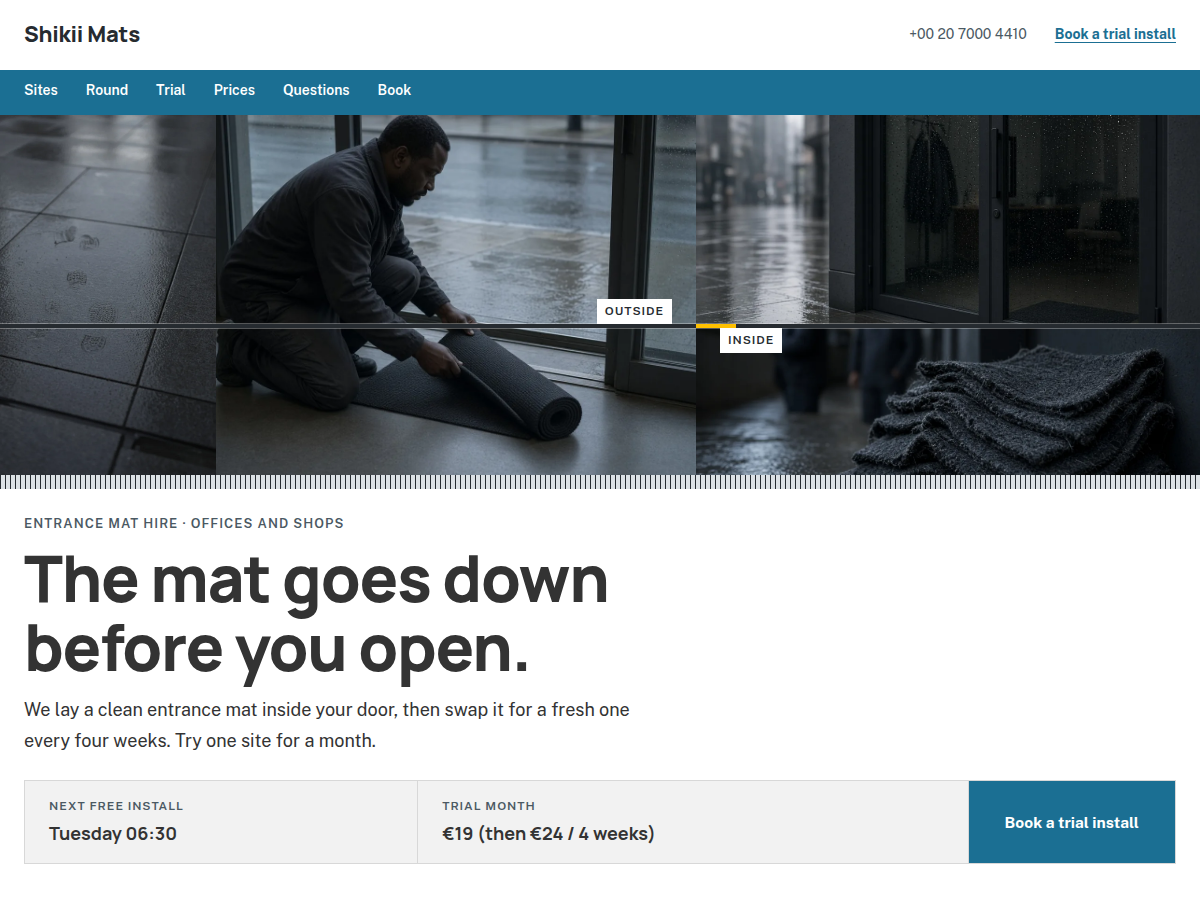 Shikii Mats
+00 20 7000 4410
Book a trial install
Sites
Round
Trial
Prices
Questions
Book
OUTSIDE
INSIDE
ENTRANCE MAT HIRE · OFFICES AND SHOPS
The mat goes down
before you open.
We lay a clean entrance mat inside your door, then swap it for a fresh one
every four weeks. Try one site for a month.
NEXT FREE INSTALL
Tuesday 06:30
TRIAL MONTH
€19 (then €24 / 4 weeks)
Book a trial install